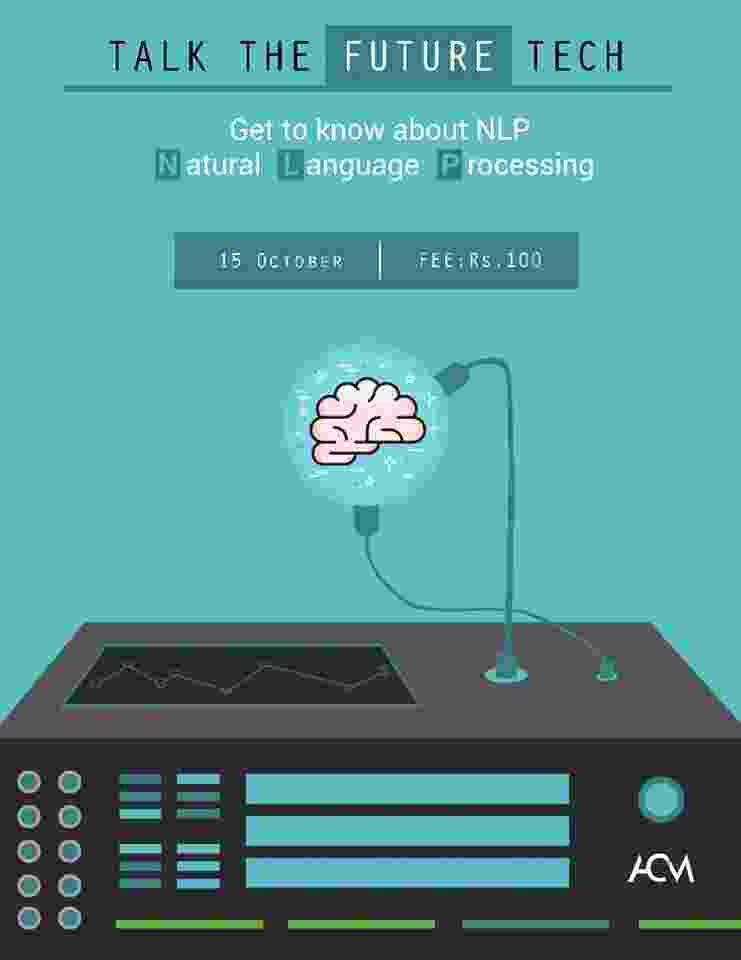 TALK THE FUTURE TECH
Get to know about NLP
Natural Language Processing
15 OCTOBER | FEE:Rs.100
ACM